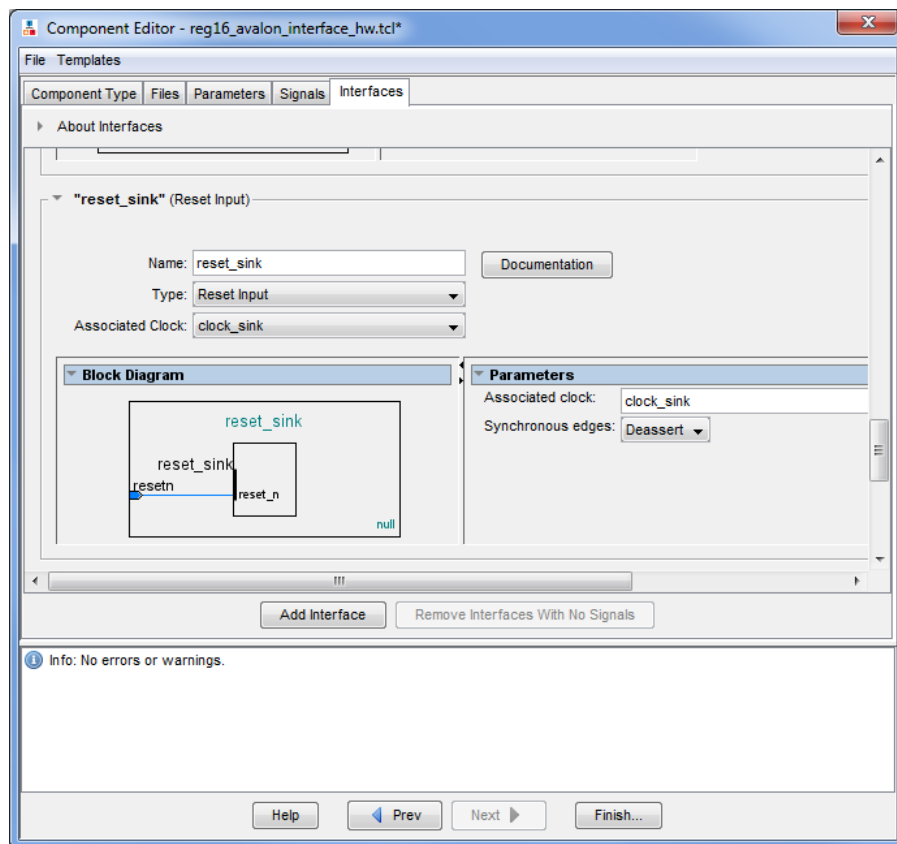 Component Editor - reg16_avalon_interface_hw.tcl*
File Templates
Component Type Files Parameters Signals Interfaces
About Interfaces
"reset_sink" (Reset Input)
Name: reset_sink Documentation
Type: Reset Input
Associated Clock: clock_sink
Block Diagram
reset_sink
reset_sink
resetn
reset_n
null
Parameters
Associated clock: clock_sink
Synchronous edges: Deassert
Add Interface Remove Interfaces With No Signals
Info: No errors or warnings.
Help Prev Next Finish...